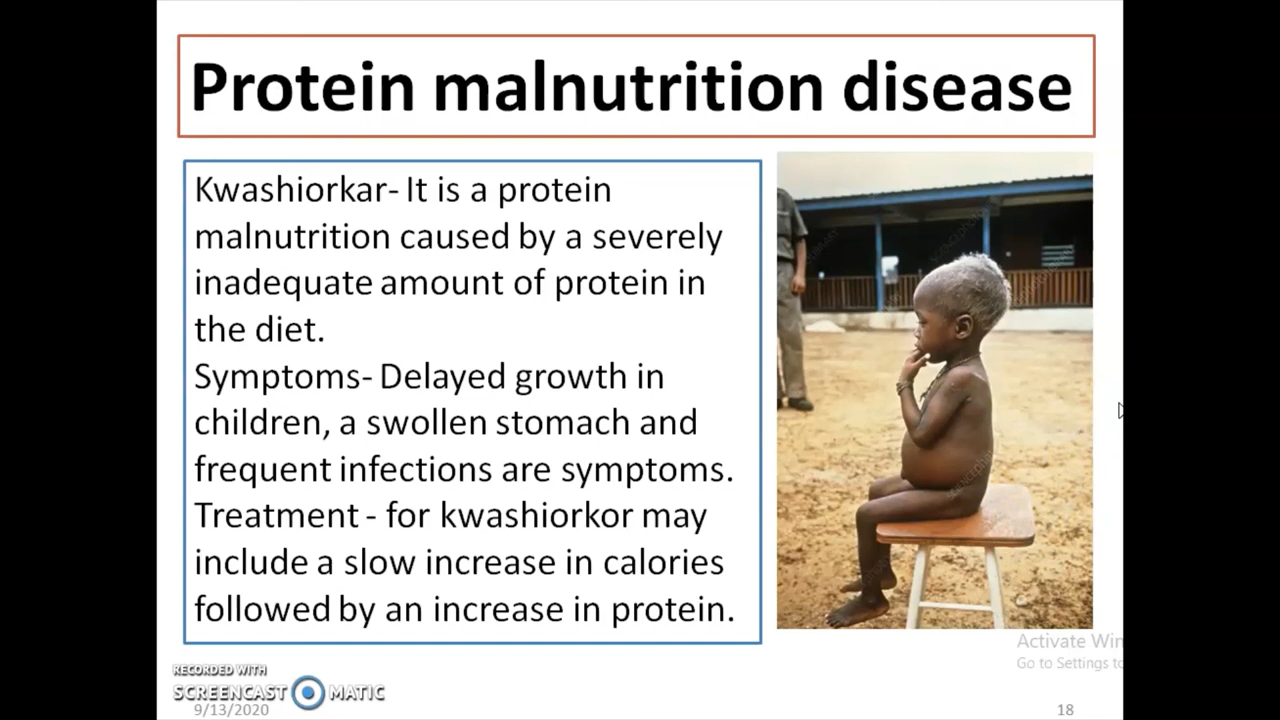 Protein malnutrition disease
Kwashiorkar- It is a protein
malnutrition caused by a severely
inadequate amount of protein in
the diet.
Symptoms- Delayed growth in
children, a swollen stomach and
frequent infections are symptoms.
Treatment - for kwashiorkor may
include a slow increase in calories
followed by an increase in protein.
Activate Win
Go to Settings to
RECORDED WITH
SCREENCAST MATIC
9/13/2020
18